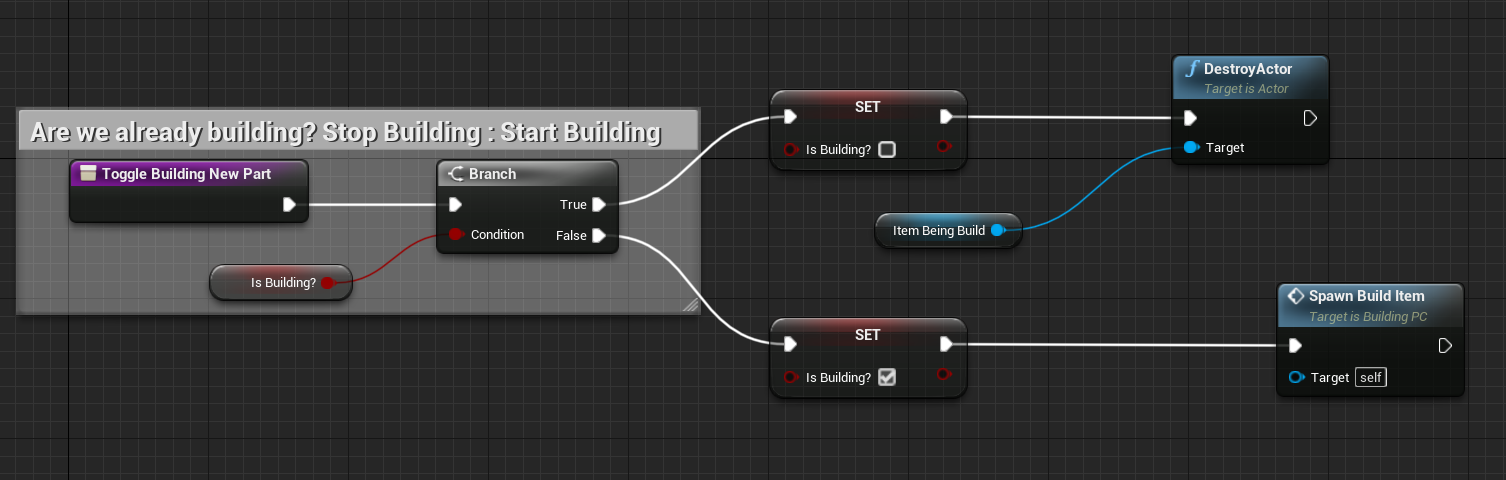 Are we already building? Stop Building : Start Building
Toggle Building New Part
Branch
True
Condition
False
Is Building?
SET
Is Building?
DestroyActor
Target is Actor
Target
Item Being Build
SET
Is Building?
Spawn Build Item
Target is Building PC
Target self